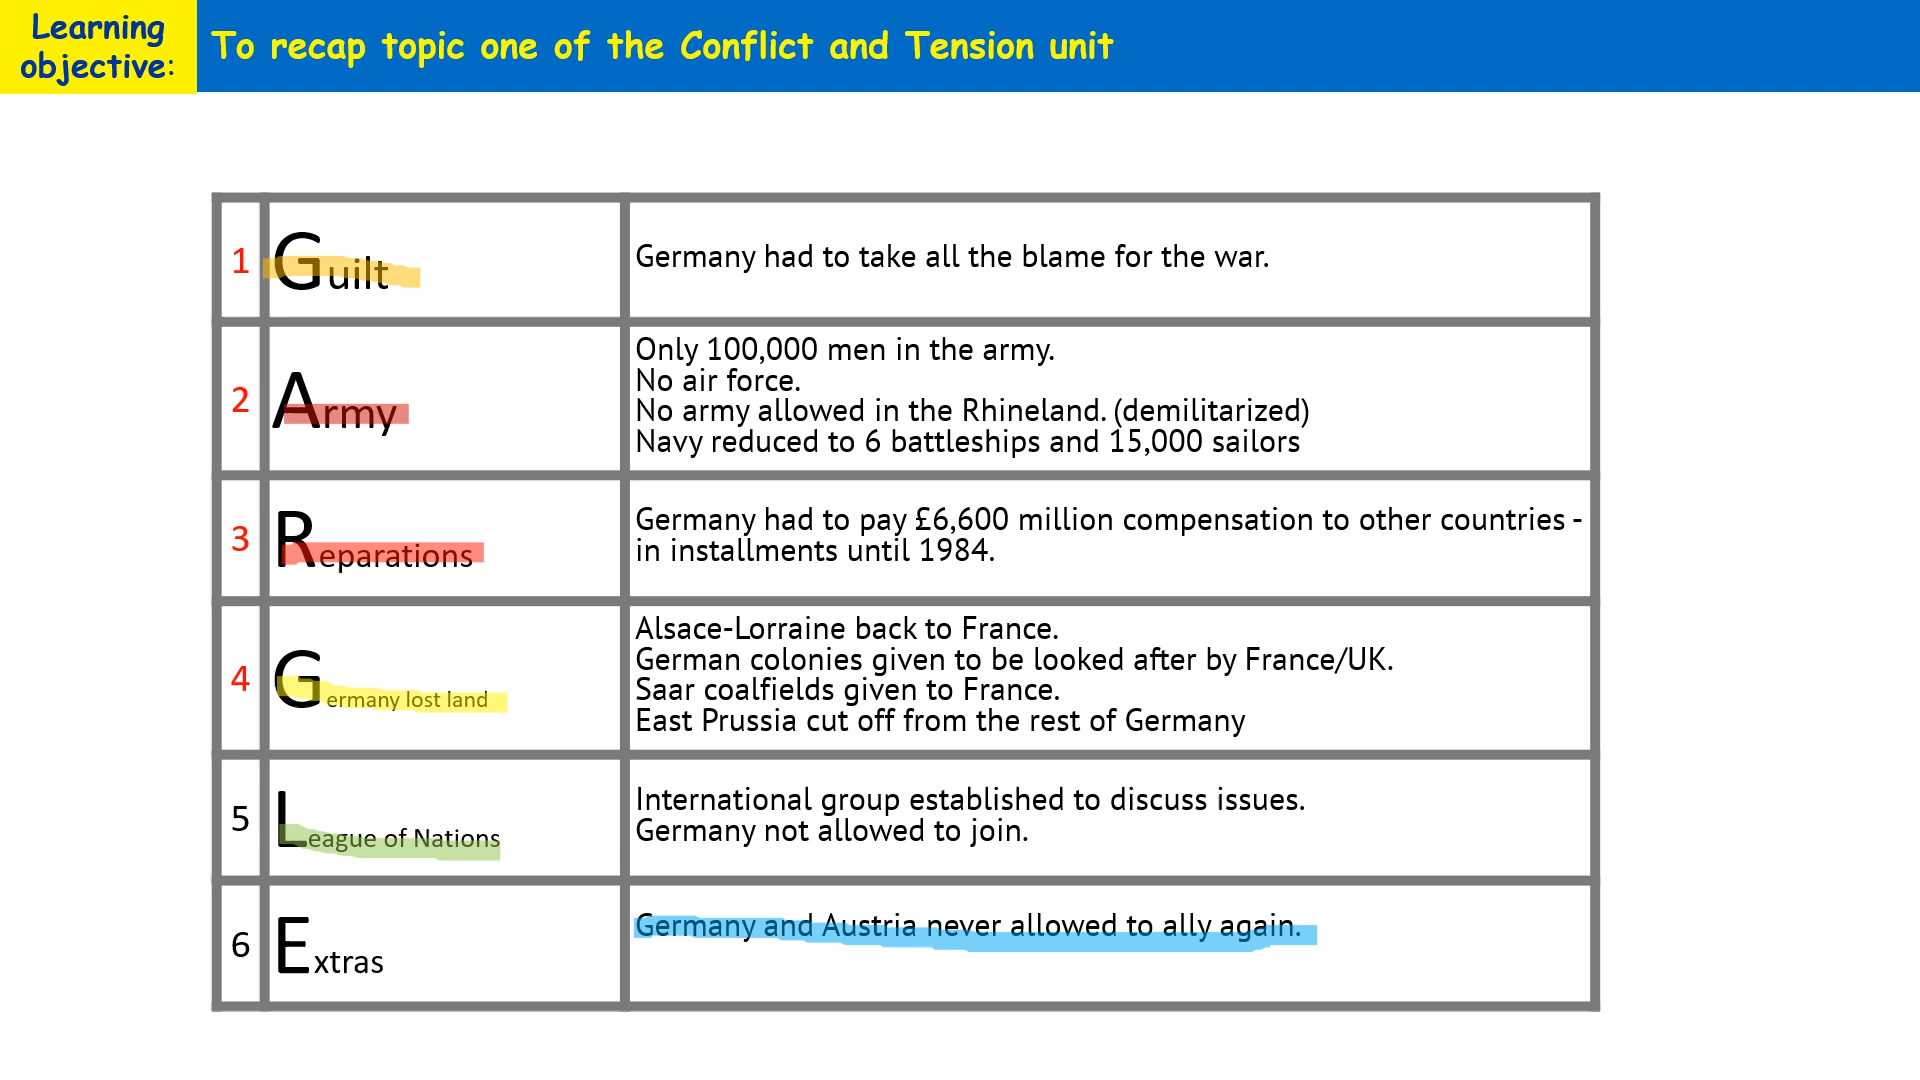 Learning
objective:
To recap topic one of the Conflict and Tension unit
1
Guilt
Germany had to take all the blame for the war.
2
Army
Only 100,000 men in the army.
No air force.
No army allowed in the Rhineland. (demilitarized)
Navy reduced to 6 battleships and 15,000 sailors
3
Reparations
Germany had to pay £6,600 million compensation to other countries -
in installments until 1984.
4
Germany lost land
Alsace-Lorraine back to France.
German colonies given to be looked after by France/UK.
Saar coalfields given to France.
East Prussia cut off from the rest of Germany
5
League of Nations
International group established to discuss issues.
Germany not allowed to join.
6
Extras
Germany and Austria never allowed to ally again.